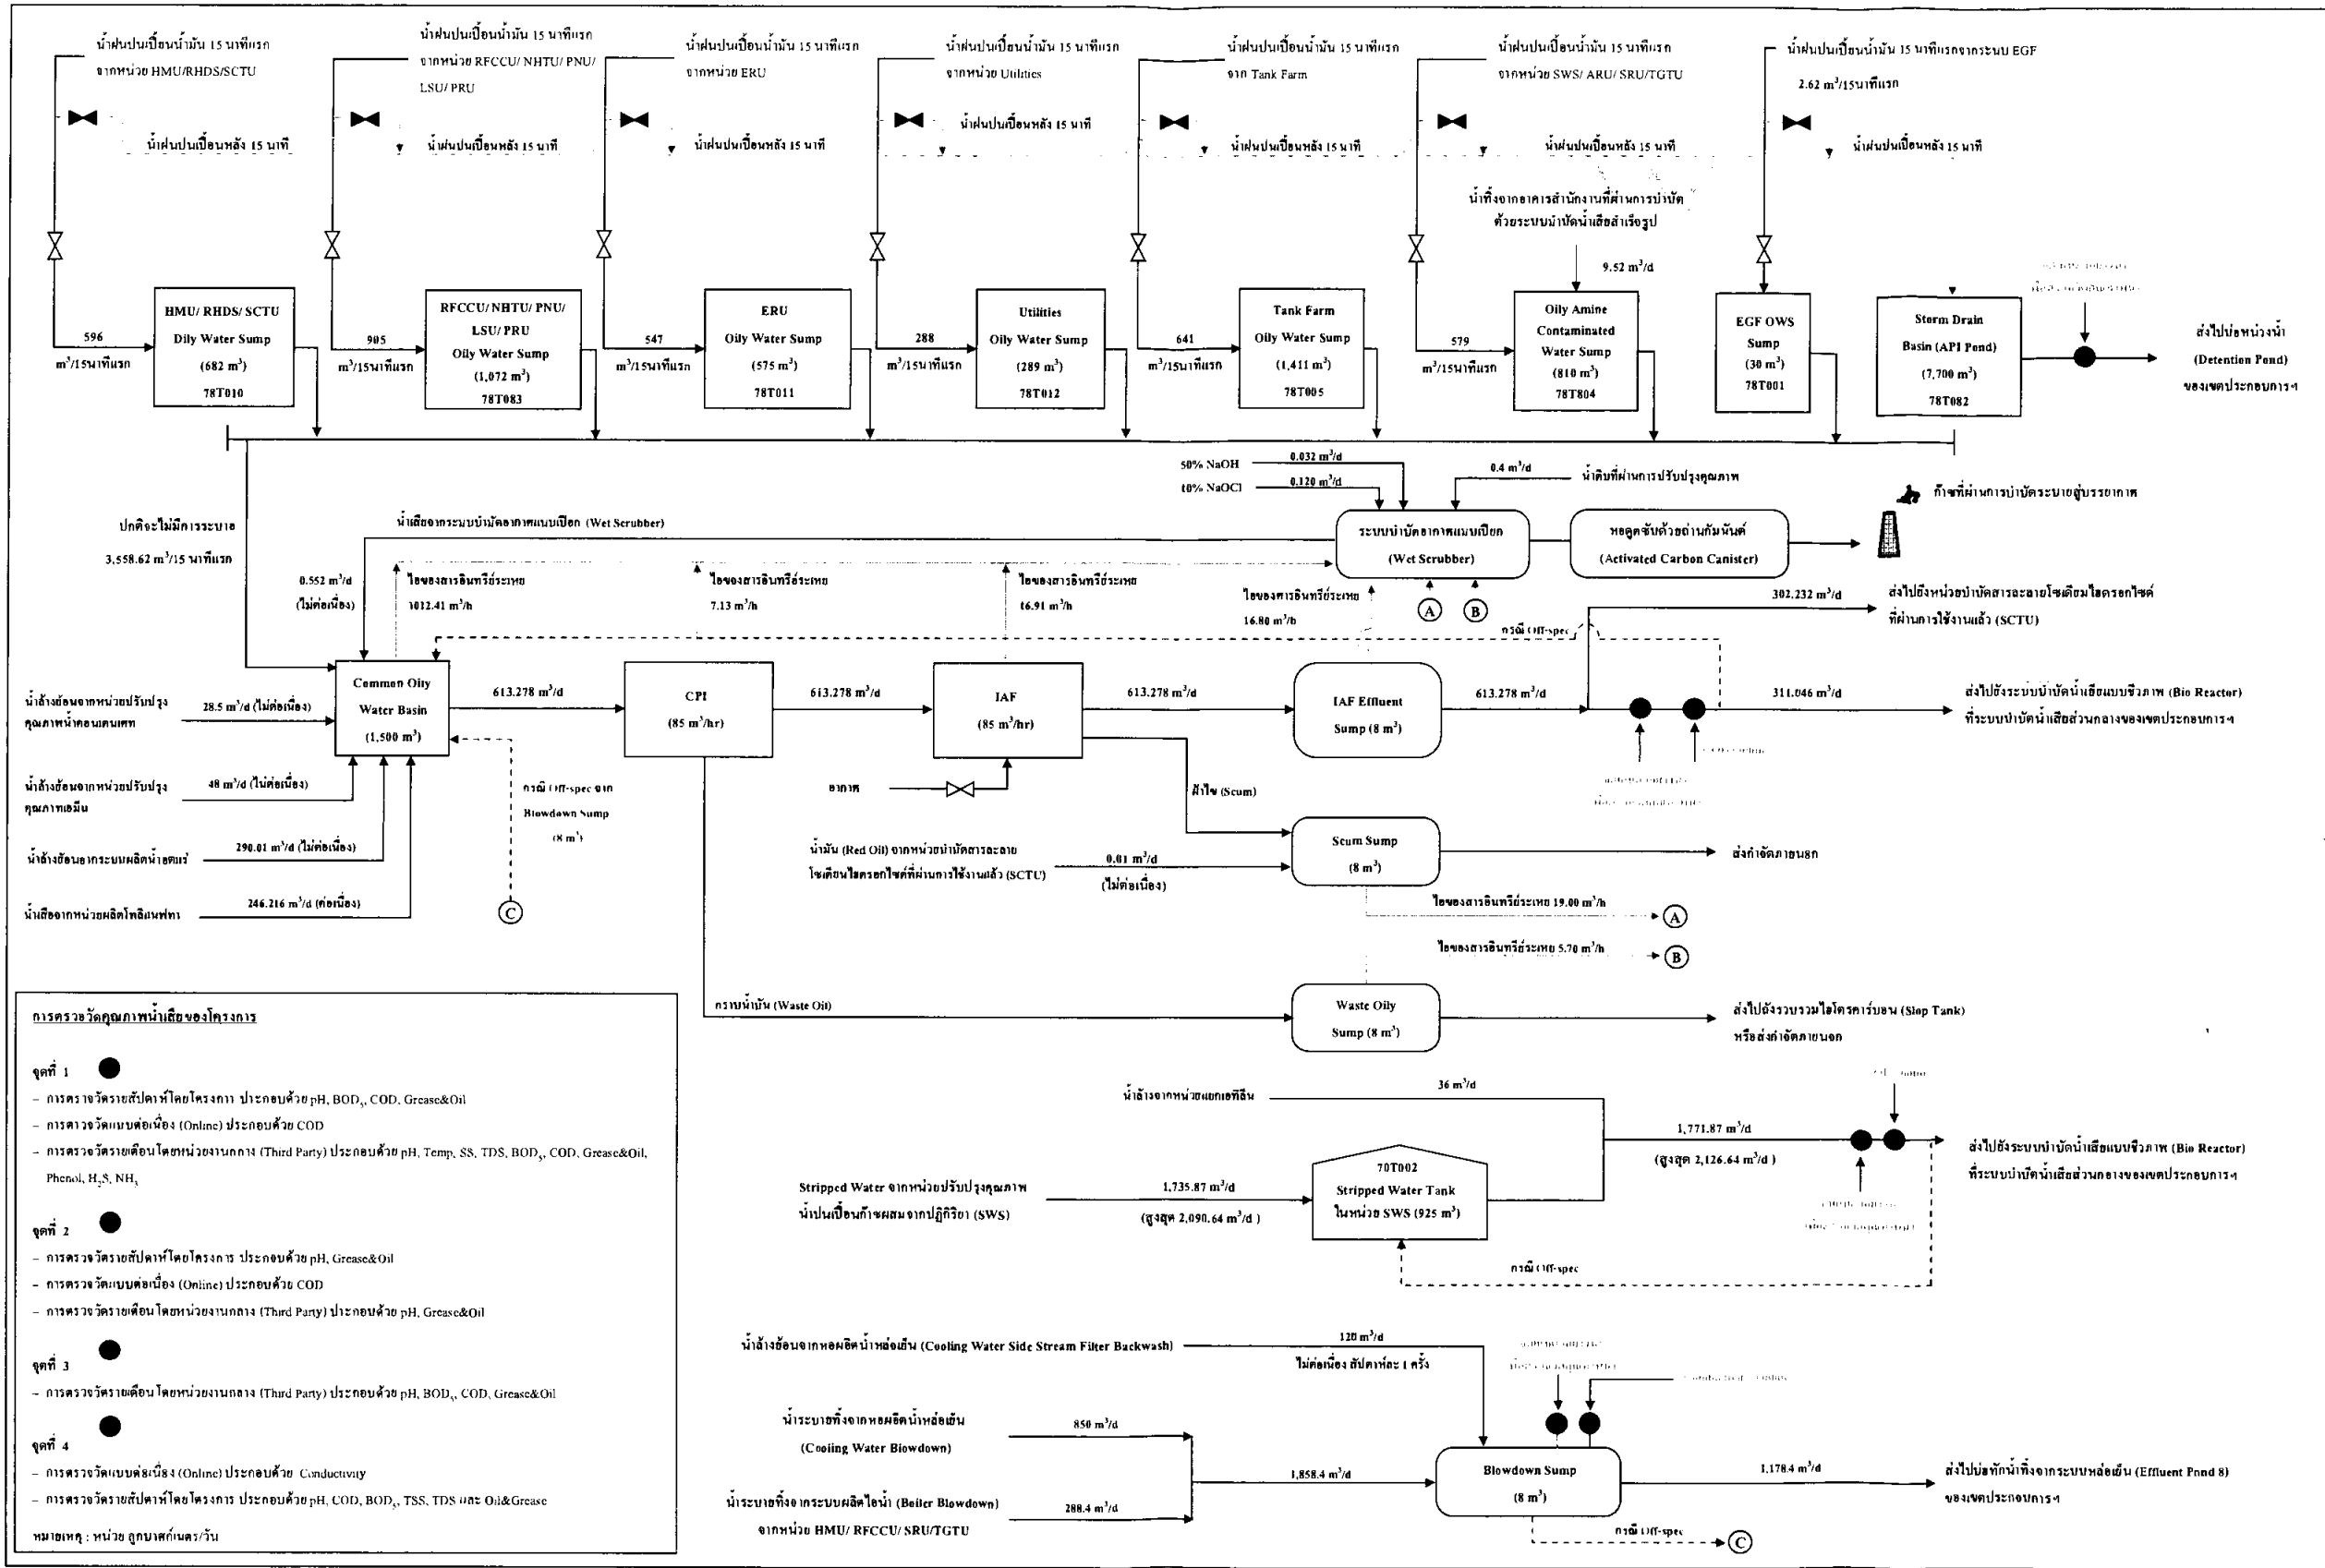 น้ำฝนปนเปื้อนน้ำมัน 15 นาทีแรก
จากหน่วย HMU/RHDS/SCTU
น้ำฝนปนเปื้อนน้ำมัน 15 นาทีแรก
จากหน่วย RFCCU/ NHTU/ PNU/
LSU/ PRU
น้ำฝนปนเปื้อนน้ำมัน 15 นาทีแรก
จากหน่วย ERU
น้ำฝนปนเปื้อนน้ำมัน 15 นาทีแรก
จากหน่วย Utilities
น้ำฝนปนเปื้อนน้ำมัน 15 นาทีแรก
จาก Tank Farm
น้ำฝนปนเปื้อนน้ำมัน 15 นาทีแรก
จากหน่วย SWS/ ARU/ SRU/TGTU
น้ำฝนปนเปื้อนน้ำมัน 15 นาทีแรกจากระบบ EGF
2.62 m³/15นาทีแรก
น้ำฝนปนเปื้อนหลัง 15 นาที
น้ำฝนปนเปื้อนหลัง 15 นาที
น้ำฝนปนเปื้อนหลัง 15 นาที
น้ำฝนปนเปื้อนหลัง 15 นาที
น้ำฝนปนเปื้อนหลัง 15 นาที
น้ำฝนปนเปื้อนหลัง 15 นาที
น้ำฝนปนเปื้อนหลัง 15 นาที
น้ำทิ้งจากอาคารสำนักงานที่ผ่านการบำบัด
ด้วยระบบบำบัดน้ำเสียสำเร็จรูป
9.52 m³/d
596
m³/15นาทีแรก
HMU/ RHDS/ SCTU
Dily Water Sump
(682 m³)
78T010
905
m³/15นาทีแรก
RFCCU/ NHTU/ PNU/
LSU/ PRU
Oily Water Sump
(1,072 m³)
78T083
547
m³/15นาทีแรก
ERU
Oily Water Sump
(575 m³)
78T011
288
m³/15นาทีแรก
Utilities
Oily Water Sump
(289 m³)
78T012
641
m³/15นาทีแรก
Tank Farm
Oily Water Sump
(1,411 m³)
78T005
579
m³/15นาทีแรก
Oily Amine
Contaminated
Water Sump
(810 m³)
78T804
EGF OWS
Sump
(30 m³)
78T001
Storm Drain
Basin (API Pond)
(7,700 m³)
78T082
ส่งไปบ่อหน่วงน้ำ
(Detention Pond)
ของเขตประกอบการฯ
50% NaOH
0.032 m³/d
10% NaOCl
0.120 m³/d
0.4 m³/d
น้ำดิบที่ผ่านการปรับปรุงคุณภาพ
ปกติจะไม่มีการระบาย
3,558.62 m³/15 นาทีแรก
น้ำเสียจากระบบบำบัดอากาศแบบเปียก (Wet Scrubber)
ระบบบำบัดอากาศแบบเปียก
(Wet Scrubber)
หอดูดซับด้วยถ่านกัมมันต์
(Activated Carbon Canister)
ก๊าซที่ผ่านการบำบัดระบายสู่บรรยากาศ
0.552 m³/d
(ไม่ต่อเนื่อง)
ไอของสารอินทรีย์ระเหย
1012.41 m³/h
ไอของสารอินทรีย์ระเหย
7.13 m³/h
ไอของสารอินทรีย์ระเหย
16.91 m³/h
ไอของสารอินทรีย์ระเหย
16.80 m³/h
A
B
302.232 m³/d
ส่งไปยังหน่วยบำบัดสารละลายโซเดียมไฮดรอกไซด์
ที่ผ่านการใช้งานแล้ว (SCTU)
กรณี Off-spec
น้ำล้างย้อนจากหน่วยปรับปรุง
คุณภาพน้ำคอนเดนเสท
28.5 m³/d (ไม่ต่อเนื่อง)
Common Oily
Water Basin
(1,500 m³)
613.278 m³/d
CPI
(85 m³/hr)
613.278 m³/d
IAF
(85 m³/hr)
613.278 m³/d
IAF Effluent
Sump (8 m³)
613.278 m³/d
311.046 m³/d
ส่งไปยังระบบบำบัดน้ำเสียแบบชีวภาพ (Bio Reactor)
ที่ระบบบำบัดน้ำเสียส่วนกลางของเขตประกอบการฯ
น้ำล้างย้อนจากหน่วยปรับปรุง
คุณภาพเอมีน
48 m³/d (ไม่ต่อเนื่อง)
กรณี Off-spec จาก
Blowdown Sump
(8 m³)
C
อากาศ
ฝ้าไข (Scum)
290.01 m³/d (ไม่ต่อเนื่อง)
246.216 m³/d (ต่อเนื่อง)
น้ำมัน (Red Oil) จากหน่วยบำบัดสารละลาย
โซเดียมไฮดรอกไซด์ที่ผ่านการใช้งานแล้ว (SCTU)
0.01 m³/d
(ไม่ต่อเนื่อง)
Scum Sump
(8 m³)
ส่งกำจัดภายนอก
ไอของสารอินทรีย์ระเหย 19.00 m³/h
A
ไอของสารอินทรีย์ระเหย 5.70 m³/h
B
คราบน้ำมัน (Waste Oil)
Waste Oily
Sump (8 m³)
ส่งไปถังรวบรวมไฮโดรคาร์บอน (Slop Tank)
หรือส่งกำจัดภายนอก
การตรวจวัดคุณภาพน้ำเสียของโครงการ
จุดที่ 1
– การตรวจวัดรายสัปดาห์โดยโครงการ ประกอบด้วย pH, BOD₅, COD, Grease&Oil
– การตรวจวัดแบบต่อเนื่อง (Online) ประกอบด้วย COD
– การตรวจวัดรายเดือนโดยหน่วยงานกลาง (Third Party) ประกอบด้วย pH, Temp, SS, TDS, BOD₅, COD, Grease&Oil,
Phenol, H₂S, NH₃
จุดที่ 2
– การตรวจวัดรายสัปดาห์โดยโครงการ ประกอบด้วย pH, Grease&Oil
– การตรวจวัดแบบต่อเนื่อง (Online) ประกอบด้วย COD
– การตรวจวัดรายเดือนโดยหน่วยงานกลาง (Third Party) ประกอบด้วย pH, Grease&Oil
จุดที่ 3
– การตรวจวัดรายเดือนโดยหน่วยงานกลาง (Third Party) ประกอบด้วย pH, BOD₅, COD, Grease&Oil
จุดที่ 4
– การตรวจวัดแบบต่อเนื่อง (Online) ประกอบด้วย Conductivity
– การตรวจวัดรายสัปดาห์โดยโครงการ ประกอบด้วย pH, COD, BOD₅, TSS, TDS และ Oil&Grease
หมายเหตุ : หน่วย ลูกบาศก์เมตร/วัน
น้ำล้างจากหน่วยแยกเอทิลีน
36 m³/d
Stripped Water จากหน่วยปรับปรุงคุณภาพ
น้ำปนเปื้อนก๊าซผสมจากปฏิกิริยา (SWS)
1,735.87 m³/d
(สูงสุด 2,090.64 m³/d )
70T002
Stripped Water Tank
ในหน่วย SWS (925 m³)
1,771.87 m³/d
(สูงสุด 2,126.64 m³/d )
ส่งไปยังระบบบำบัดน้ำเสียแบบชีวภาพ (Bio Reactor)
ที่ระบบบำบัดน้ำเสียส่วนกลางของเขตประกอบการฯ
กรณี Off-spec
น้ำล้างย้อนจากหอผลิตน้ำหล่อเย็น (Cooling Water Side Stream Filter Backwash)
120 m³/d
ไม่ต่อเนื่อง สัปดาห์ละ 1 ครั้ง
น้ำระบายทิ้งจากหอผลิตน้ำหล่อเย็น
(Cooling Water Blowdown)
850 m³/d
น้ำระบายทิ้งจากระบบผลิตไอน้ำ (Boiler Blowdown)
จากหน่วย HMU/ RFCCU/ SRU/TGTU
288.4 m³/d
1,858.4 m³/d
Blowdown Sump
(8 m³)
1,178.4 m³/d
ส่งไปบ่อพักน้ำทิ้งจากระบบหล่อเย็น (Effluent Pond 8)
ของเขตประกอบการฯ
กรณี Off-spec
C